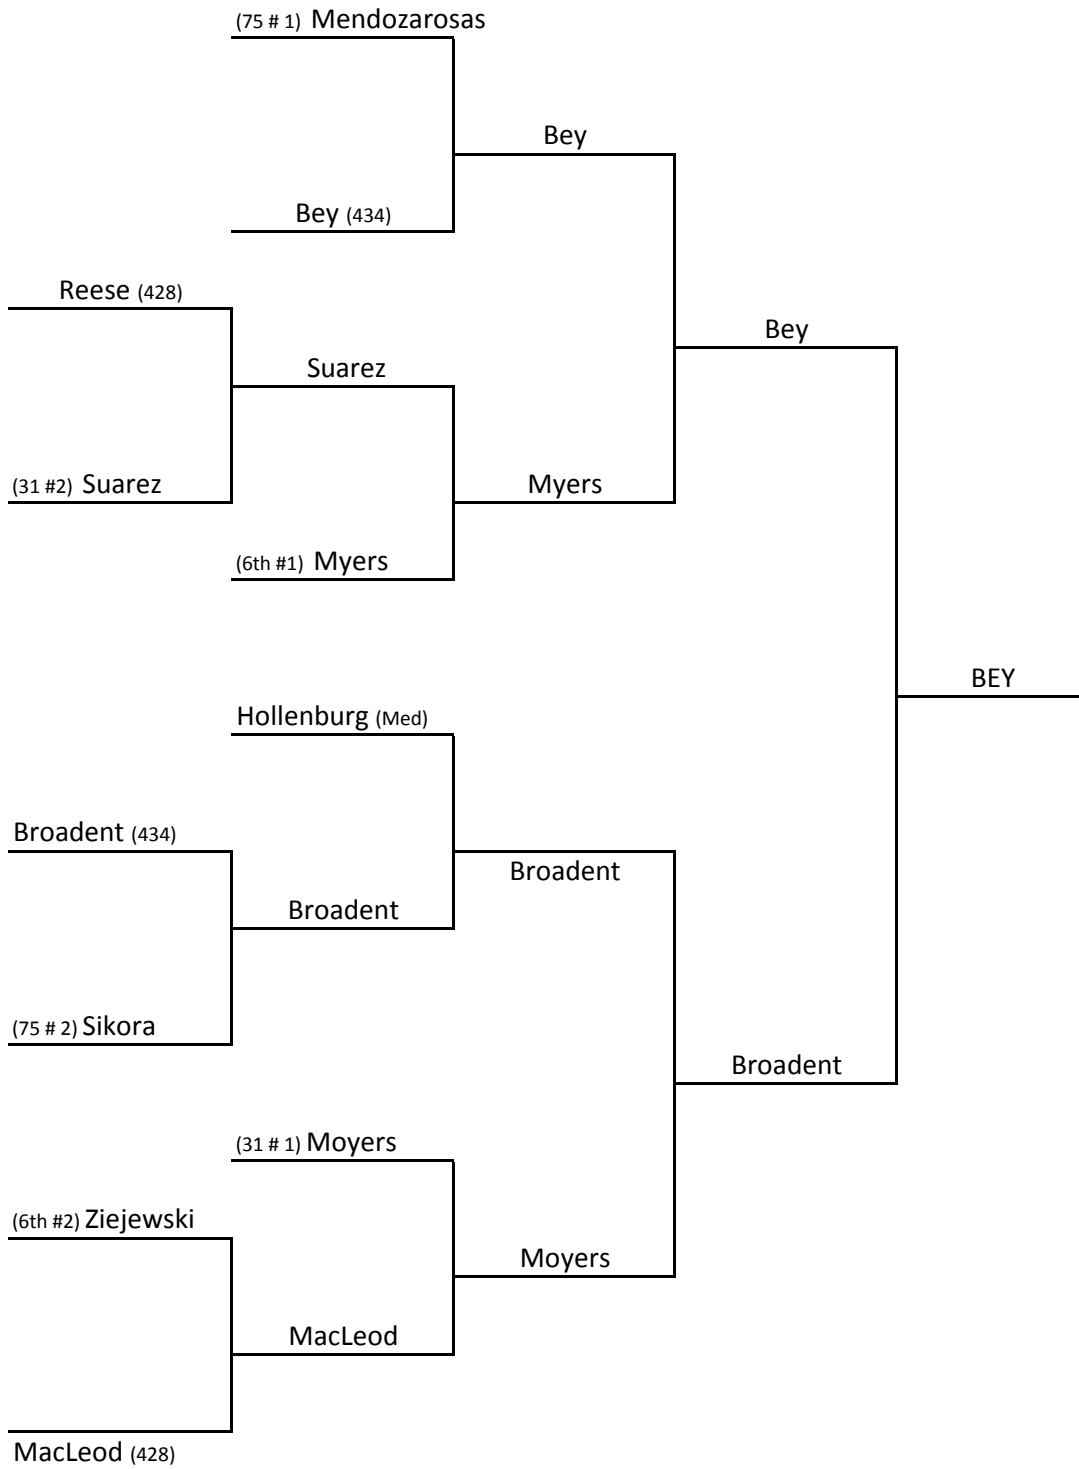 (75 # 1) Mendozarosas
Bey
Bey (434)
Reese (428)
Bey
Suarez
(31 #2) Suarez
Myers
(6th #1) Myers
BEY
Hollenburg (Med)
Broadent (434)
Broadent
Broadent
(75 # 2) Sikora
Broadent
(31 # 1) Moyers
(6th #2) Ziejewski
Moyers
MacLeod
MacLeod (428)